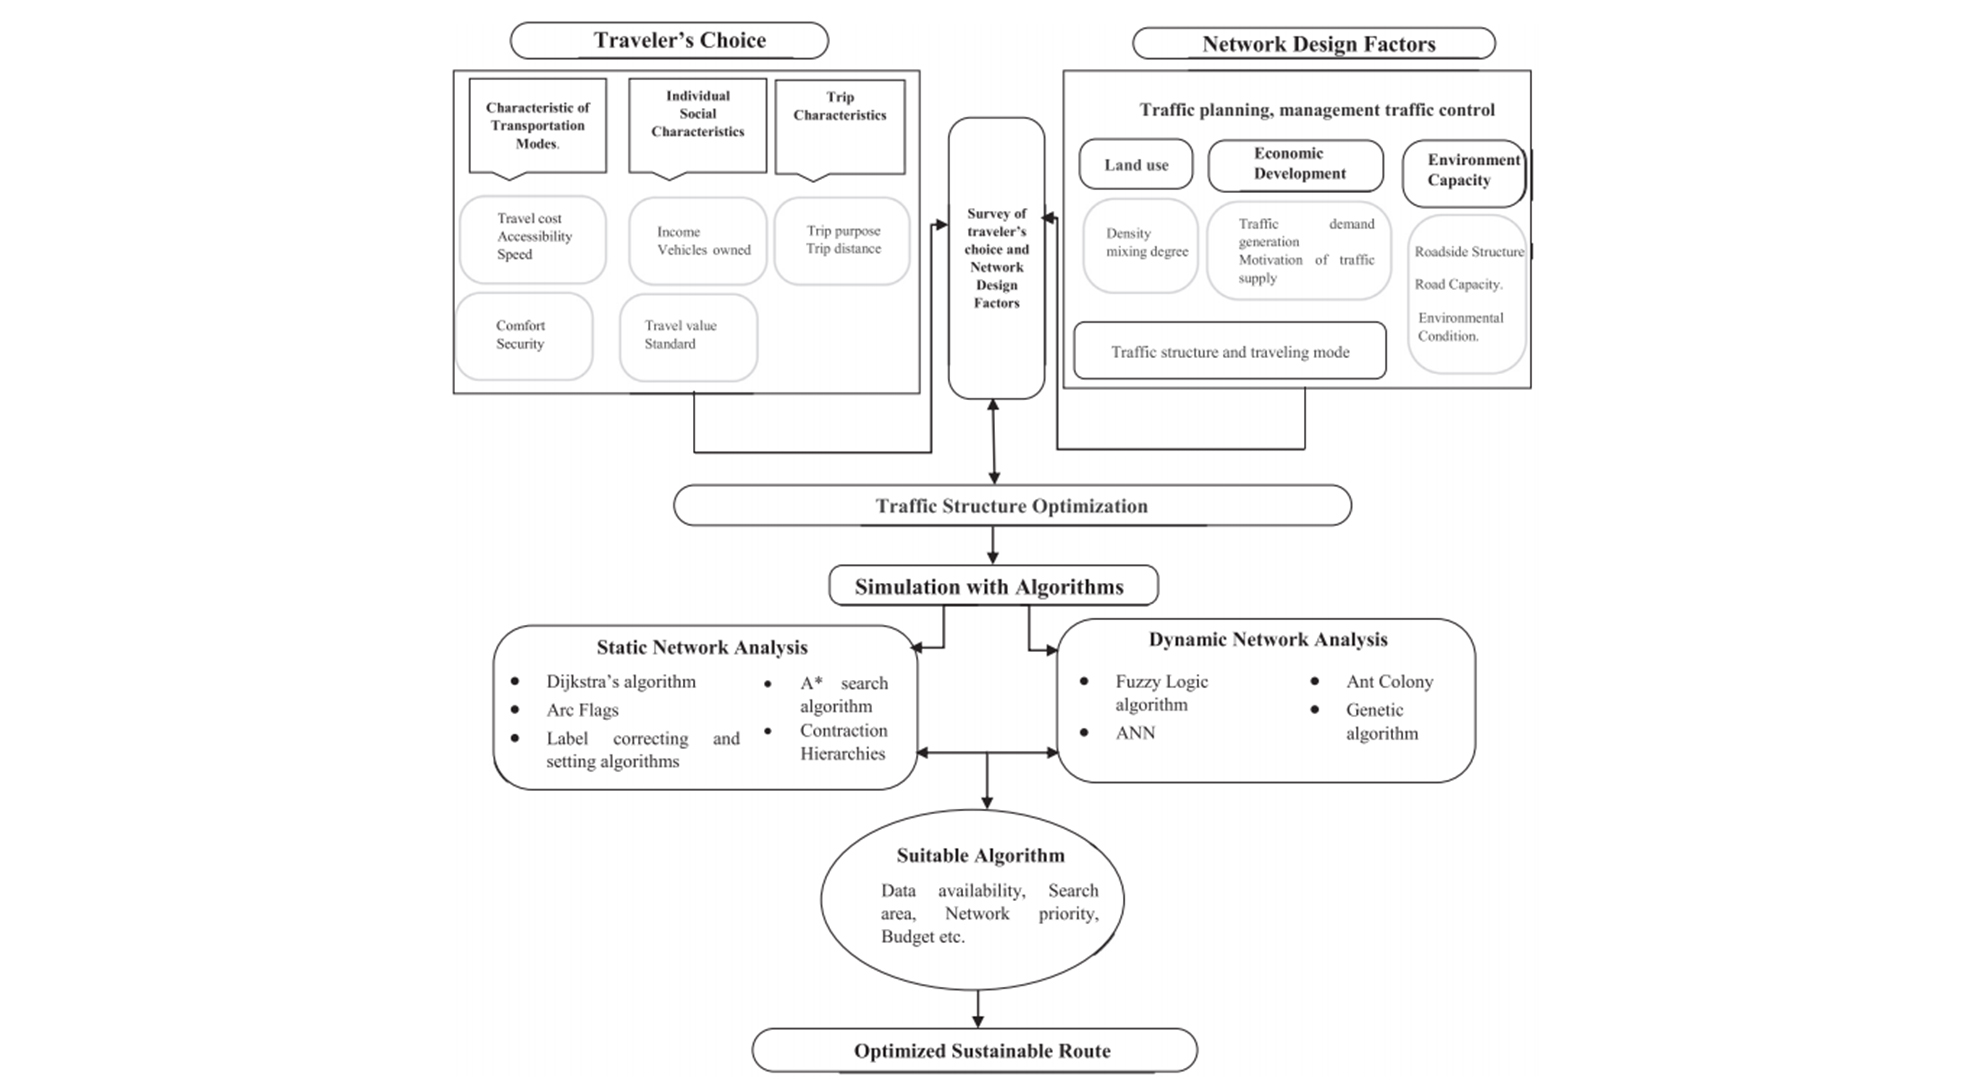 Traveler's Choice
Characteristic of
Transportation
Modes.
Individual
Social
Characteristics
Trip
Characteristics
Travel cost
Accessibility
Speed
Income
Vehicles owned
Trip purpose
Trip distance
Comfort
Security
Travel value
Standard
Survey of
traveler's
choice and
Network
Design
Factors
Network Design Factors
Traffic planning, management traffic control
Land use
Economic
Development
Environment
Capacity
Density
mixing degree
Traffic demand
generation
Motivation of traffic
supply
Roadside Structure
Road Capacity.
Environmental
Condition.
Traffic structure and traveling mode
Traffic Structure Optimization
Simulation with Algorithms
Static Network Analysis
• Dijkstra's algorithm
• Arc Flags
• Label correcting and
setting algorithms
• A* search
algorithm
• Contraction
Hierarchies
Dynamic Network Analysis
• Fuzzy Logic
algorithm
• ANN
• Ant Colony
• Genetic
algorithm
Suitable Algorithm
Data availability, Search
area, Network priority,
Budget etc.
Optimized Sustainable Route